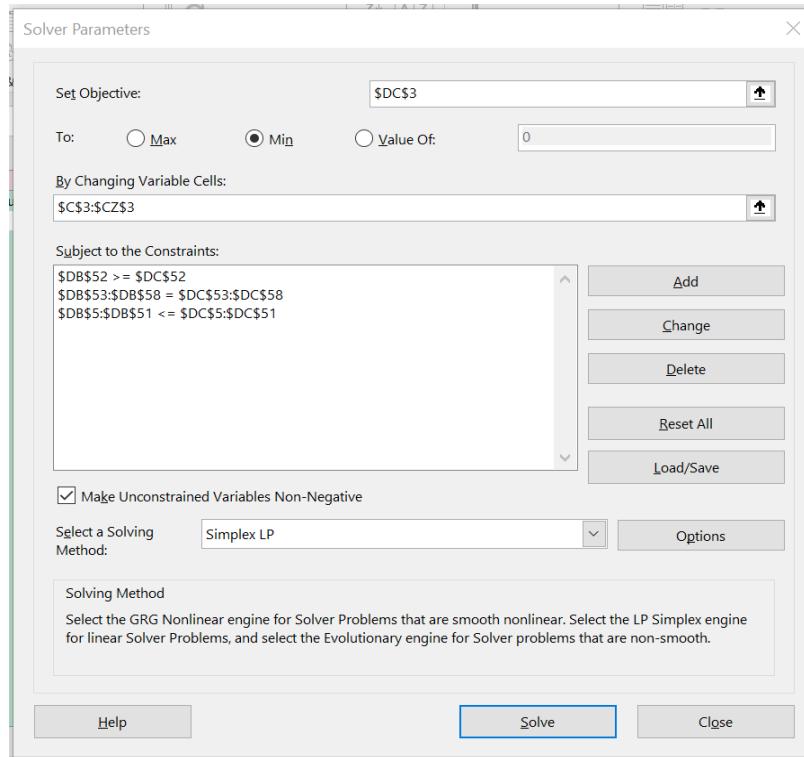 Solver Parameters
Set Objective:
$DC$3
To:
Max
Min
Value Of:
0
By Changing Variable Cells:
$C$3:$CZ$3
Subject to the Constraints:
$DB$52 >= $DC$52
$DB$53:$DB$58 = $DC$53:$DC$58
$DB$5:$DB$51 <= $DC$5:$DC$51
Add
Change
Delete
Reset All
Load/Save
Make Unconstrained Variables Non-Negative
Select a Solving
Method:
Simplex LP
Options
Solving Method
Select the GRG Nonlinear engine for Solver Problems that are smooth nonlinear. Select the LP Simplex engine
for linear Solver Problems, and select the Evolutionary engine for Solver problems that are non-smooth.
Help
Solve
Close